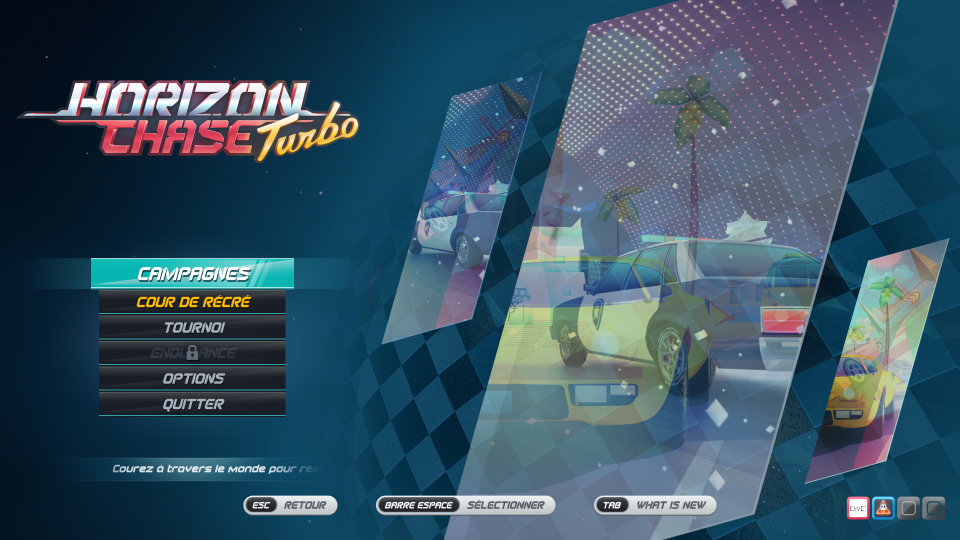 HORIZON
CHASE Turbo
CAMPAGNES
COUR DE RÉCRÉ
TOURNOI
ENDURANCE
OPTIONS
QUITTER
Courez à travers le monde pour
ESC RETOUR
BARRE ESPACE SÉLECTIONNER
TAB WHAT IS NEW